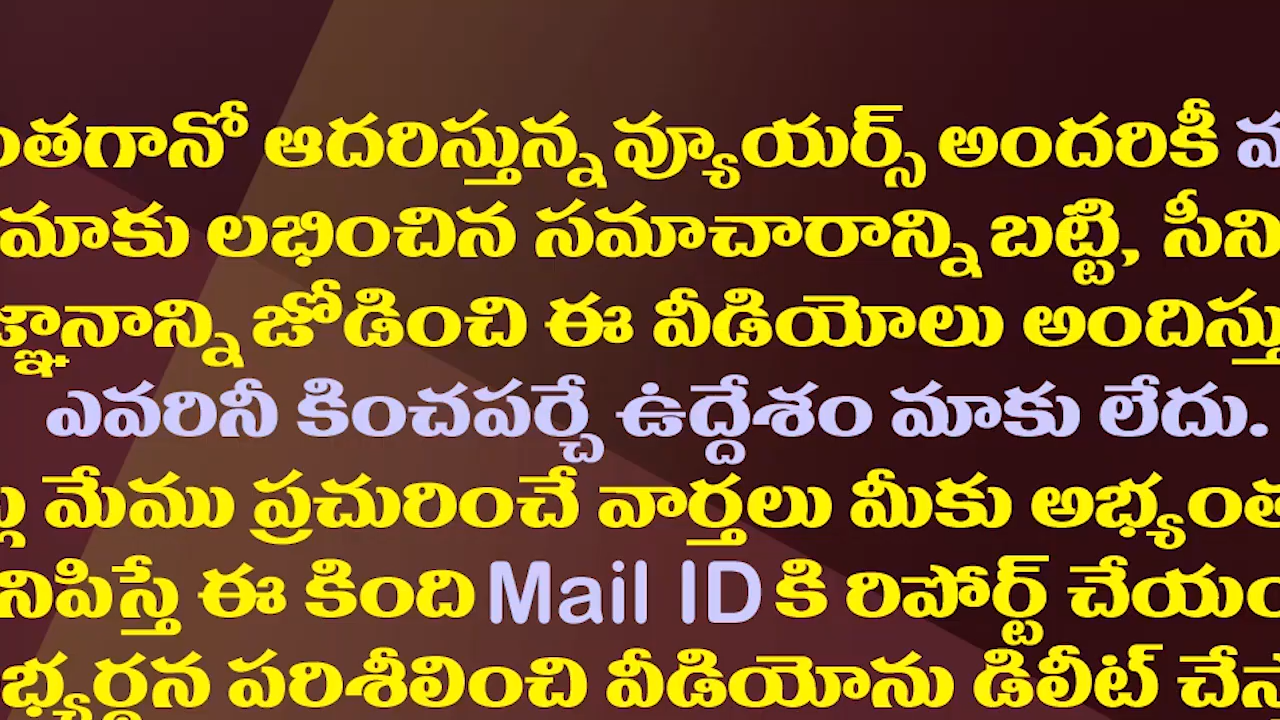 ంతగానో ఆదరిస్తున్న వ్యూయర్స్ అందరికీ
మాకు లభించిన సమాచారాన్ని బట్టి, సీని
జ్ఞానాన్ని జోడించి ఈ వీడియోలు అందిస్తు
ఎవరినీ కించపర్చే ఉద్దేశం మాకు లేదు.
మేము ప్రచురించే వార్తలు మీకు అభ్యంత
నిపిస్తే ఈ కింది Mail ID కి రిపోర్ట్ చేయం
భ్యర్థన పరిశీలించి వీడియోను డిలీట్ చేస